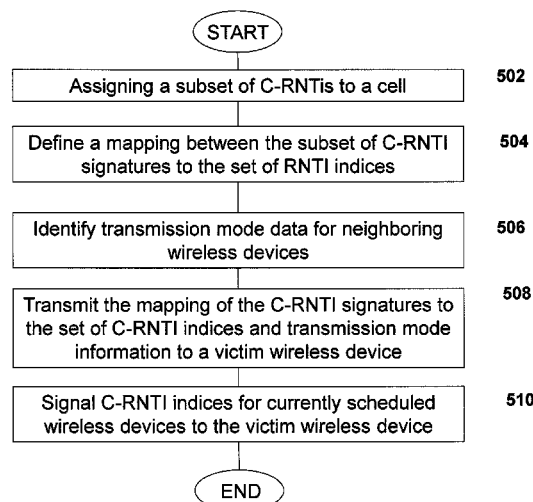 START
Assigning a subset of C-RNTIs to a cell
502
Define a mapping between the subset of C-RNTI
signatures to the set of RNTI indices
504
Identify transmission mode data for neighboring
wireless devices
506
Transmit the mapping of the C-RNTI signatures to
the set of C-RNTI indices and transmission mode
information to a victim wireless device
508
Signal C-RNTI indices for currently scheduled
wireless devices to the victim wireless device
510
END